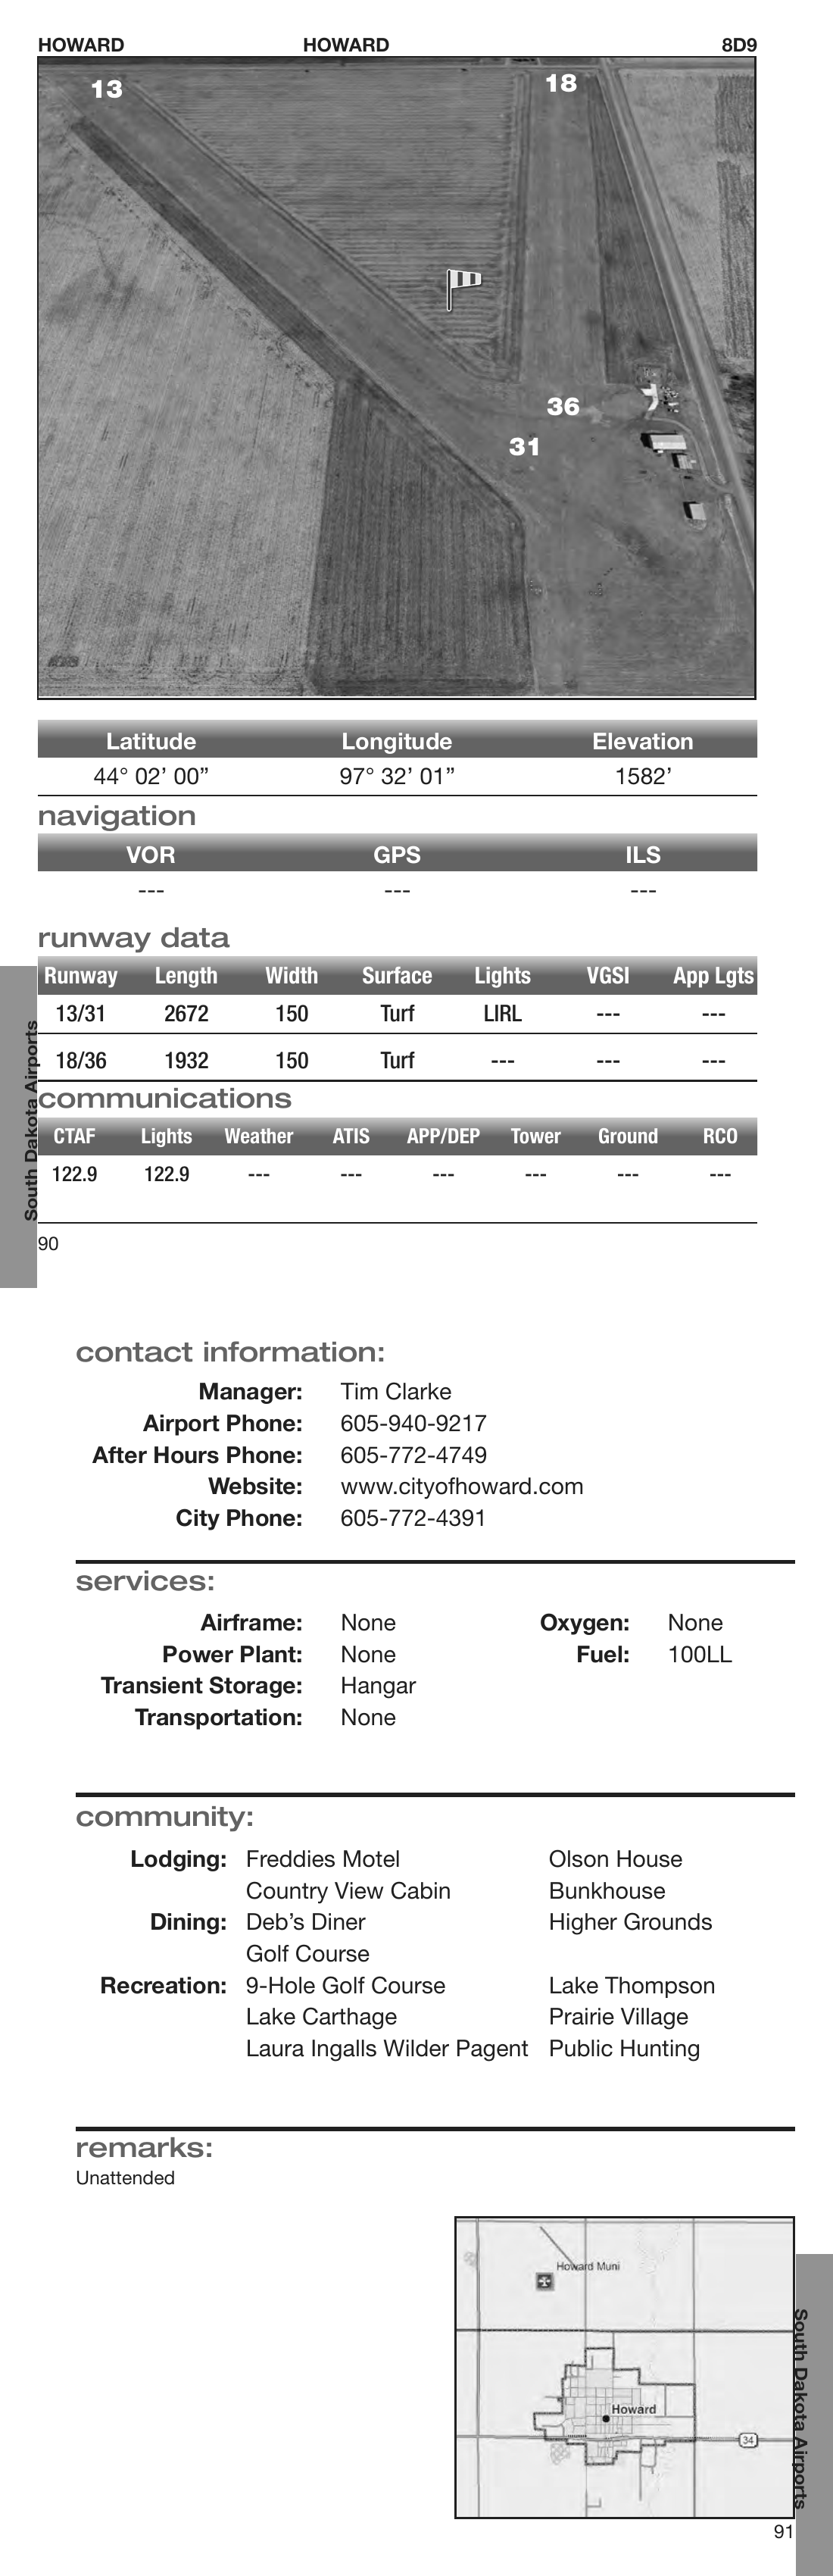 HOWARD HOWARD 8D9
13 18
36
31
Latitude Longitude Elevation
44° 02’ 00” 97° 32’ 01” 1582’
navigation
VOR GPS ILS
--- --- ---
runway data
Runway Length Width Surface Lights VGSI App Lgts
13/31 2672 150 Turf LIRL --- ---
18/36 1932 150 Turf --- --- ---
communications
CTAF Lights Weather ATIS APP/DEP Tower Ground RCO
122.9 122.9 --- --- --- --- --- ---
South Dakota Airports
90
contact information:
Manager: Tim Clarke
Airport Phone: 605-940-9217
After Hours Phone: 605-772-4749
Website: www.cityofhoward.com
City Phone: 605-772-4391
services:
Airframe: None Oxygen: None
Power Plant: None Fuel: 100LL
Transient Storage: Hangar
Transportation: None
community:
Lodging: Freddies Motel Olson House
Country View Cabin Bunkhouse
Dining: Deb’s Diner Higher Grounds
Golf Course
Recreation: 9-Hole Golf Course Lake Thompson
Lake Carthage Prairie Village
Laura Ingalls Wilder Pagent Public Hunting
remarks:
Unattended
Howard Muni
Howard
34
South Dakota Airports
91